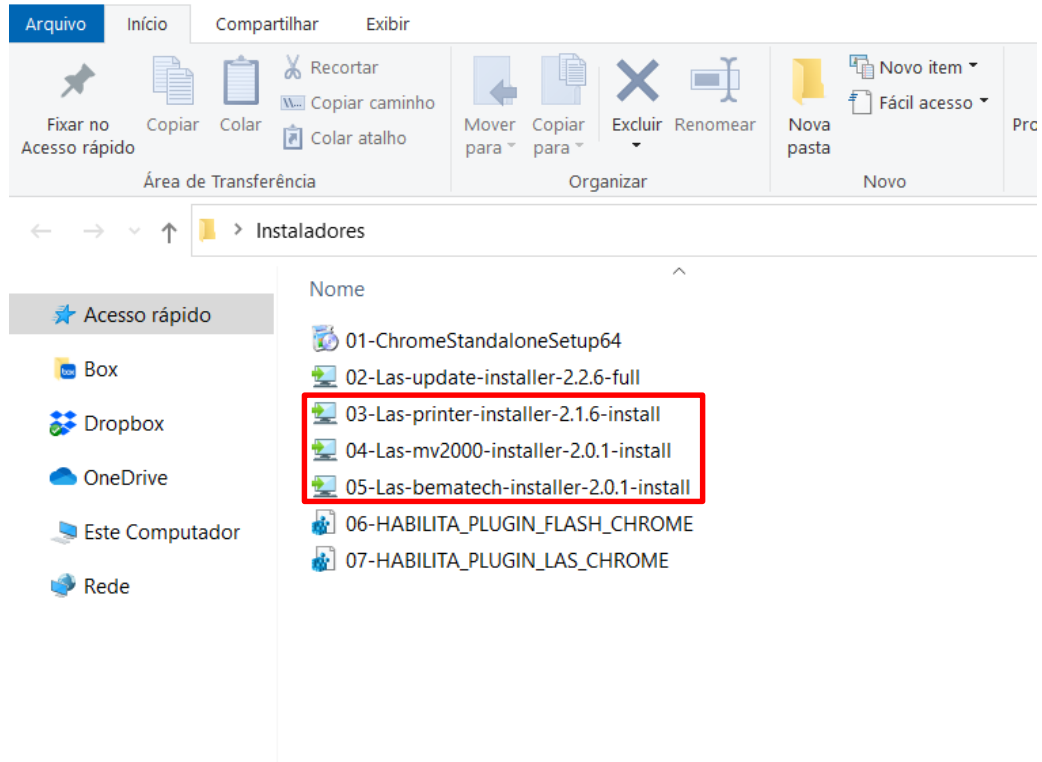 Arquivo Início Compartilhar Exibir
Recortar
Copiar caminho
Colar atalho
Fixar no
Acesso rápido
Copiar
Colar
Área de Transferência
Mover
para
Copiar
para
Excluir
Renomear
Organizar
Nova
pasta
Novo item
Fácil acesso
Novo
Pro
Instaladores
Nome
Acesso rápido
Box
Dropbox
OneDrive
Este Computador
Rede
01-ChromeStandaloneSetup64
02-Las-update-installer-2.2.6-full
03-Las-printer-installer-2.1.6-install
04-Las-mv2000-installer-2.0.1-install
05-Las-bematech-installer-2.0.1-install
06-HABILITA_PLUGIN_FLASH_CHROME
07-HABILITA_PLUGIN_LAS_CHROME